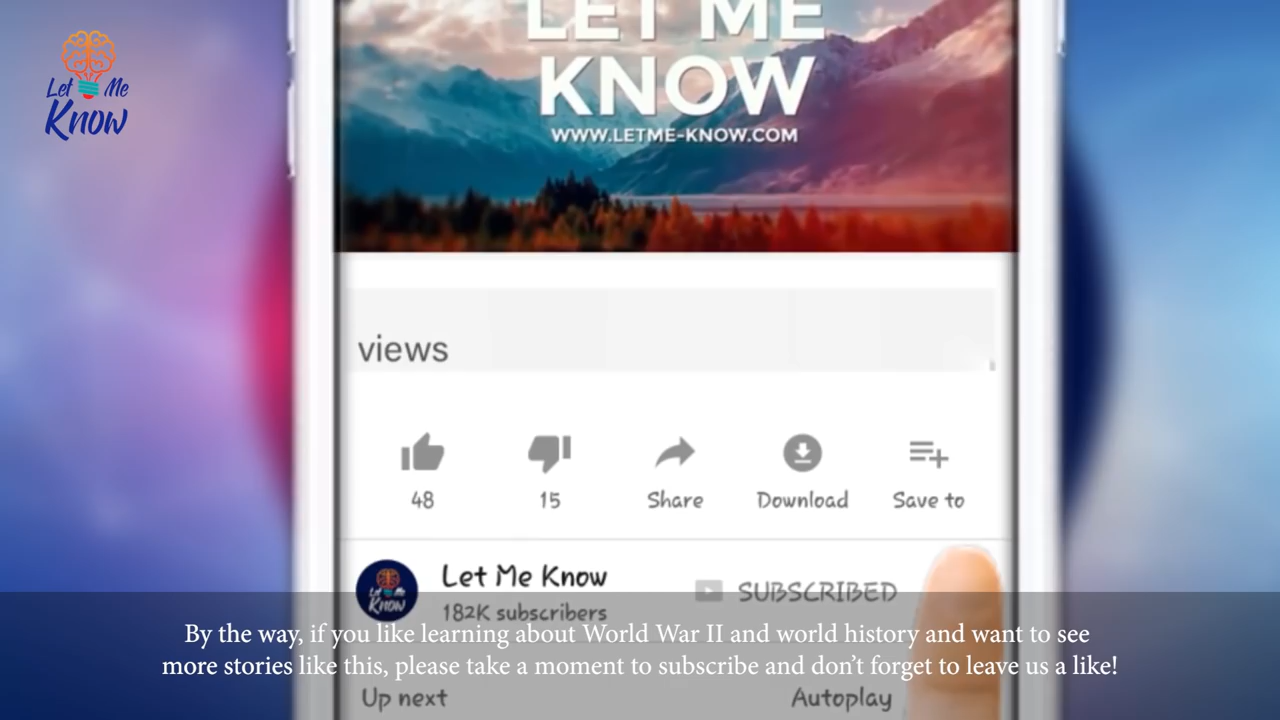 Let Me
Know
LET ME
KNOW
WWW.LETME-KNOW.COM
views
48
15
Share
Download
Save to
Let Me
Know
Let Me Know
SUBSCRIBED
182K subscribers
By the way, if you like learning about World War II and world history and want to see
more stories like this, please take a moment to subscribe and don’t forget to leave us a like!
Up next
Autoplay